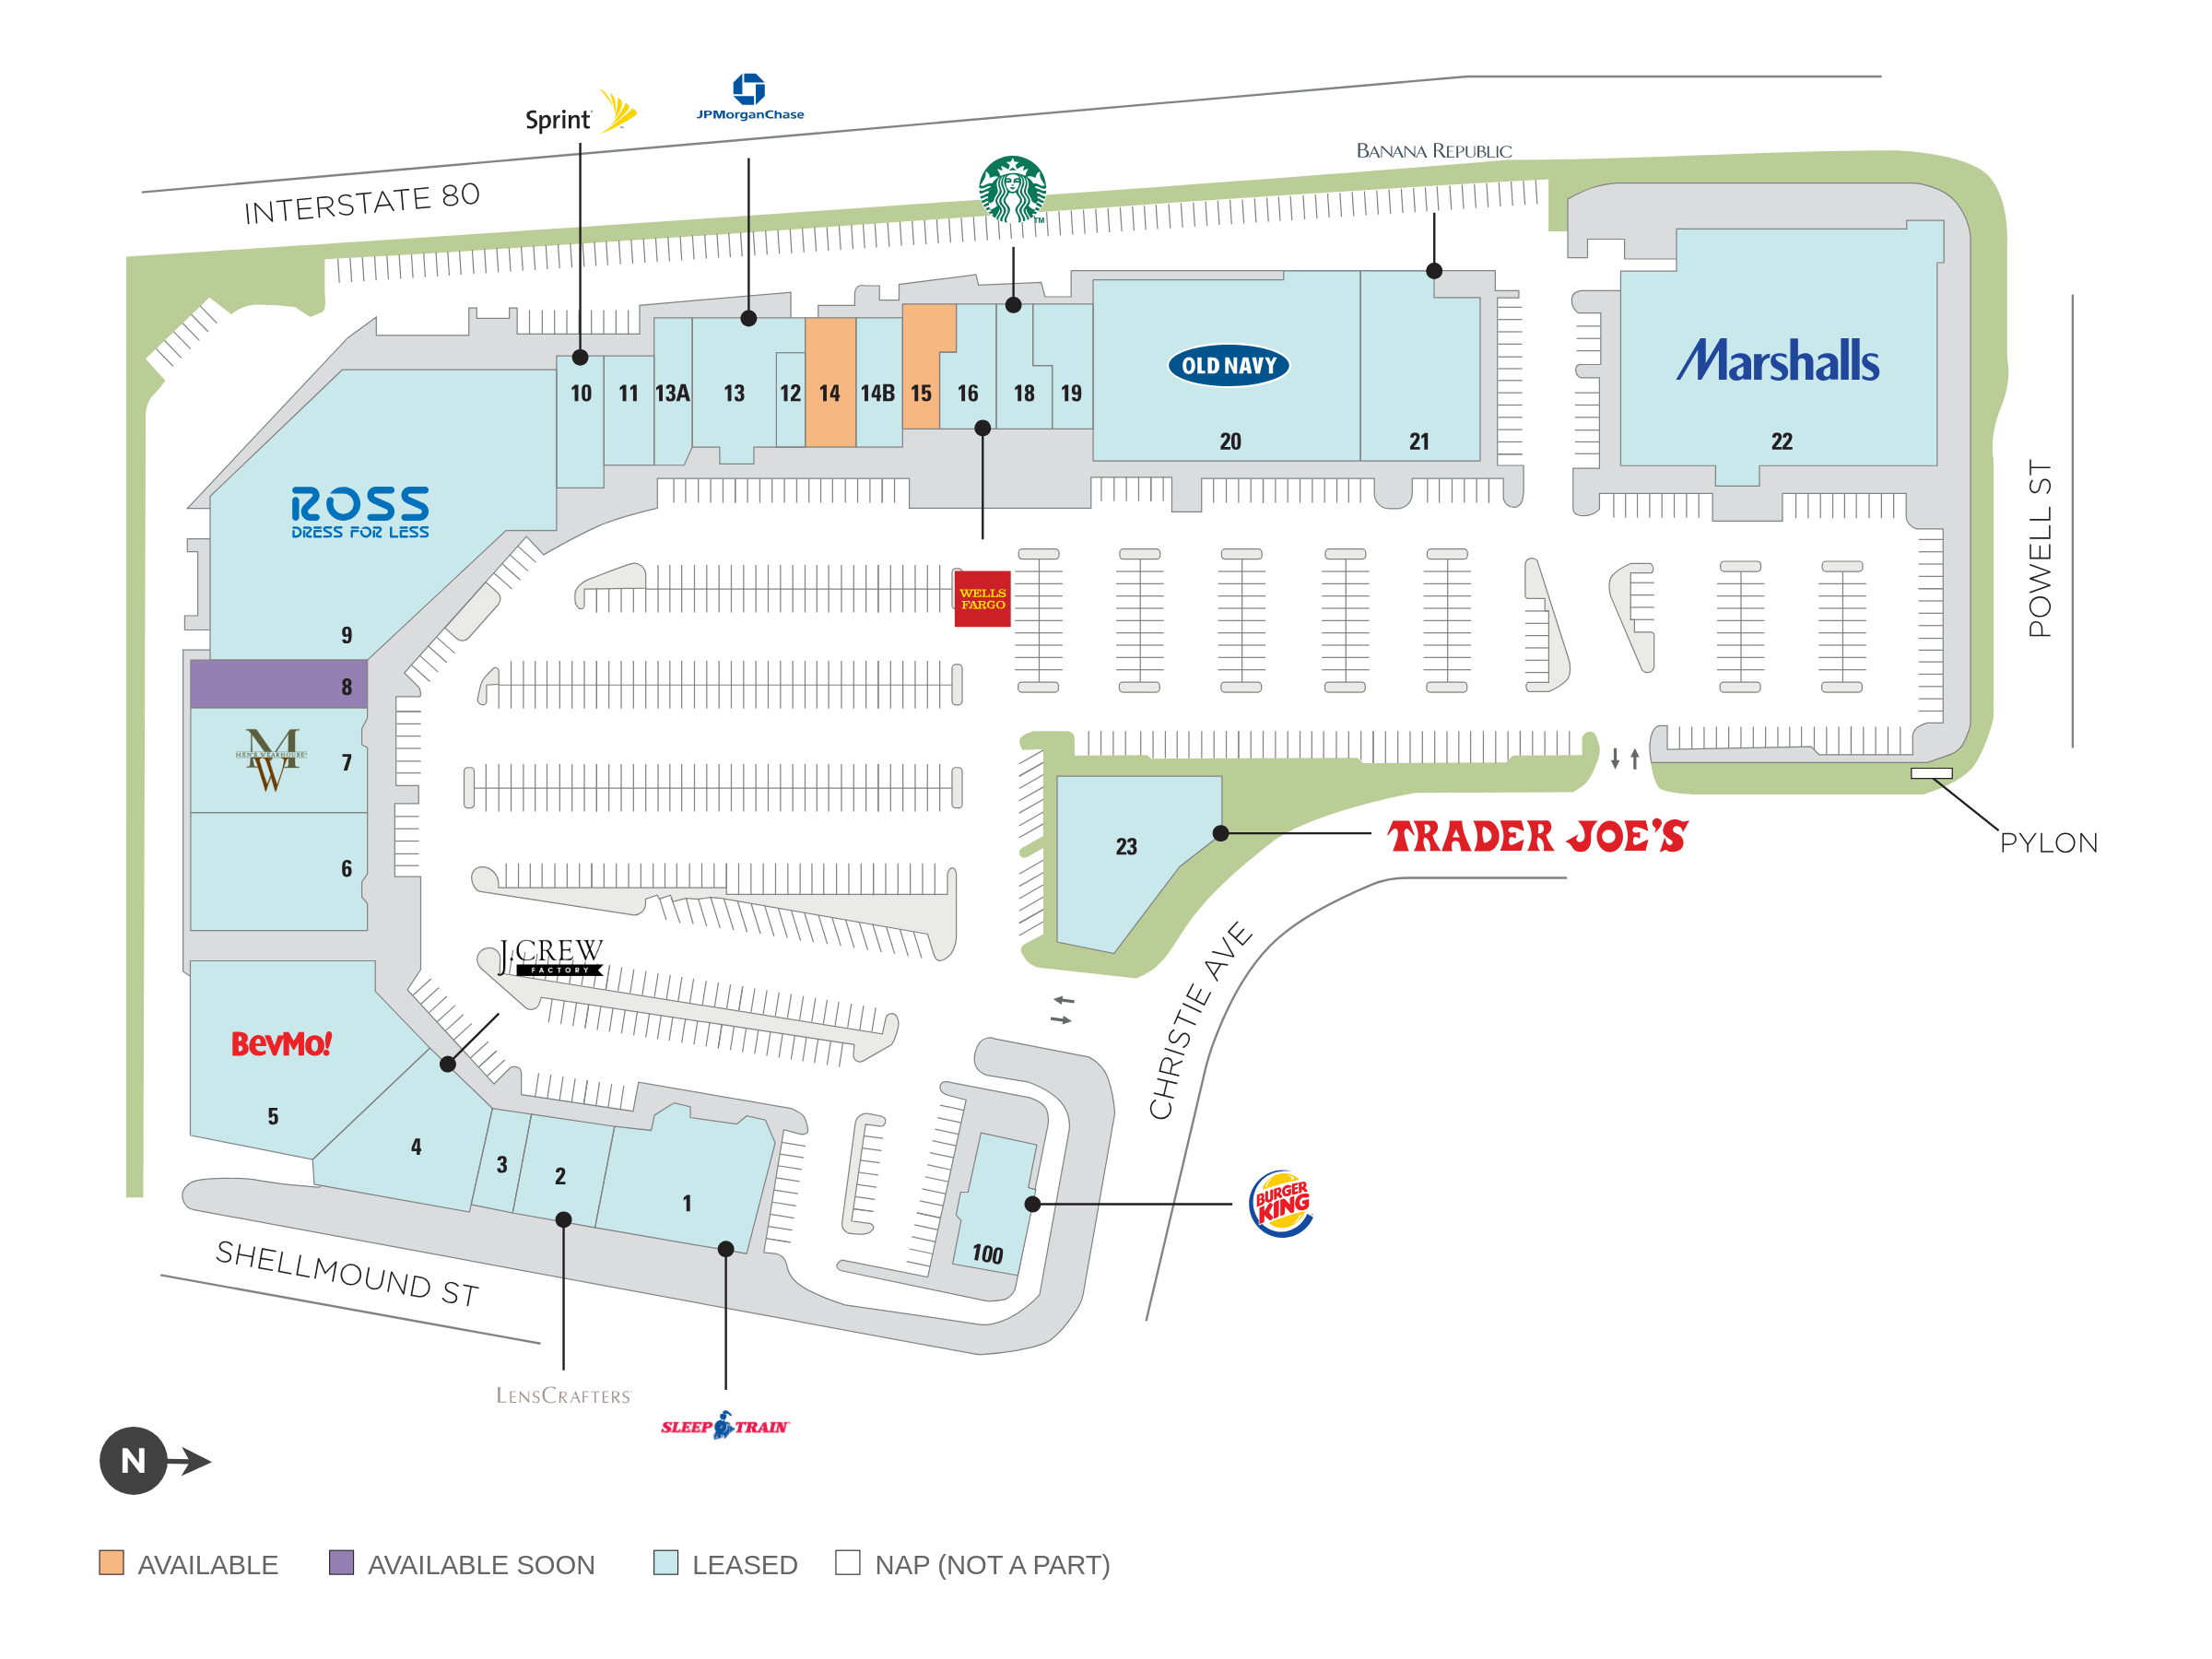 Sprint
JPMorganChase
BANANA REPUBLIC
INTERSTATE 80
TM
10
11
13A
13
12
14
14B
15
16
18
19
OLD NAVY
20
21
Marshalls
22
POWELL ST
ROSS
DRESS FOR LESS
9
WELLS
FARGO
8
M
MEN'S WEARHOUSE
W
7
6
23
TRADER JOE'S
PYLON
J.CREW
FACTORY
CHRISTIE AVE
BevMo!
5
4
3
2
1
BURGER
KING
100
SHELLMOUND ST
LENSCRAFTERS
SLEEP TRAIN
N
AVAILABLE
AVAILABLE SOON
LEASED
NAP (NOT A PART)